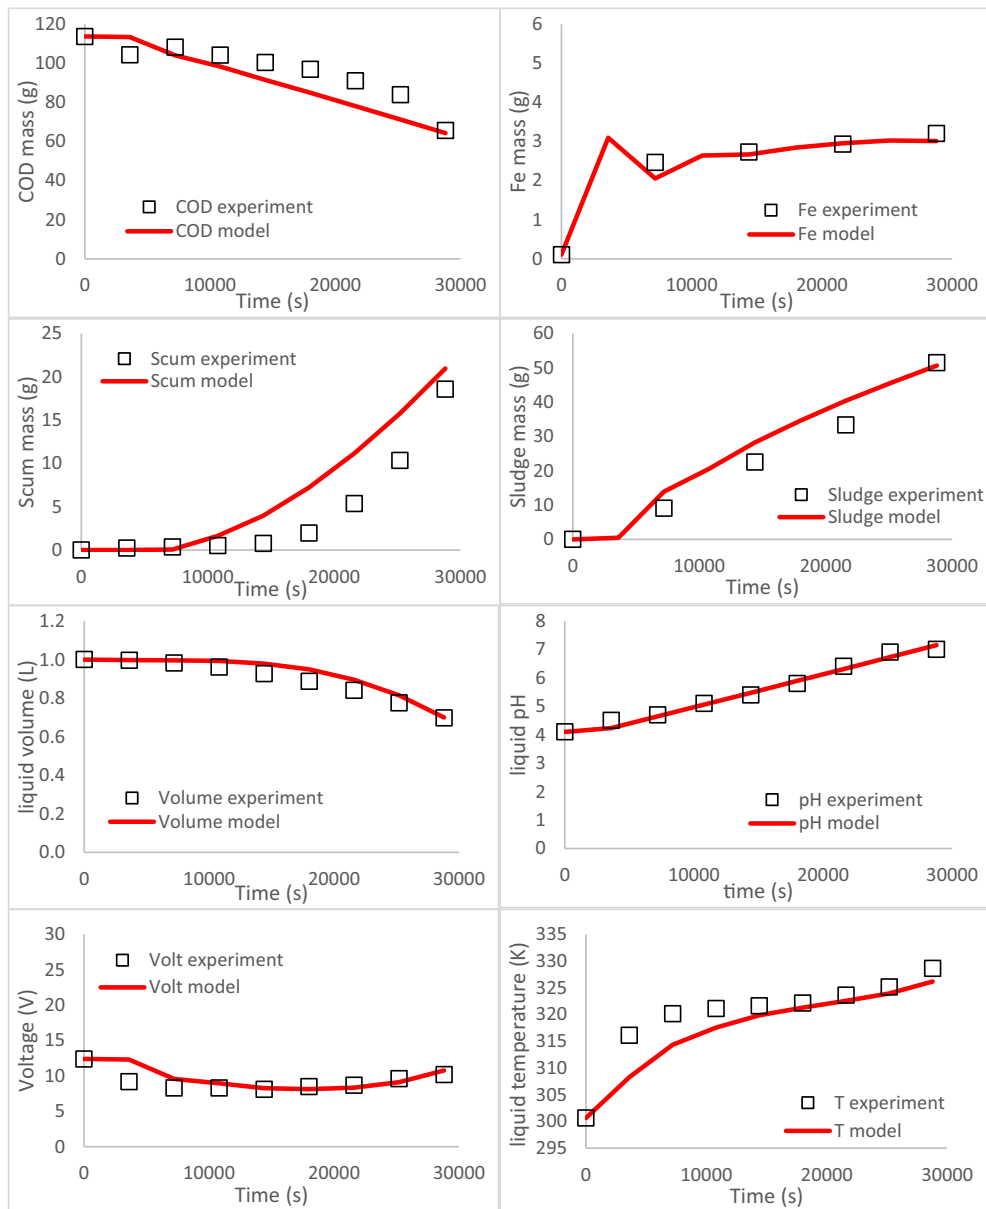 COD mass (g)
120
100
80
60
40
20
0
COD experiment
COD model
0
10000
20000
30000
Time (s)
Fe mass (g)
6
5
4
3
2
1
0
Fe experiment
Fe model
0
10000
20000
30000
Time (s)
Scum mass (g)
25
20
15
10
5
0
Scum experiment
Scum model
0
10000
20000
30000
Time (s)
Sludge mass (g)
60
50
40
30
20
10
0
Sludge experiment
Sludge model
0
10000
20000
30000
Time (s)
liquid volume (L)
1.2
1.0
0.8
0.6
0.4
0.2
0.0
Volume experiment
Volume model
0
10000
20000
30000
Time (s)
liquid pH
8
7
6
5
4
3
2
1
0
pH experiment
pH model
0
10000
20000
30000
time (s)
Voltage (V)
30
25
20
15
10
5
0
Volt experiment
Volt model
0
10000
20000
30000
Time (s)
liquid temperature (K)
335
330
325
320
315
310
305
300
295
T experiment
T model
0
10000
20000
30000
Time (s)